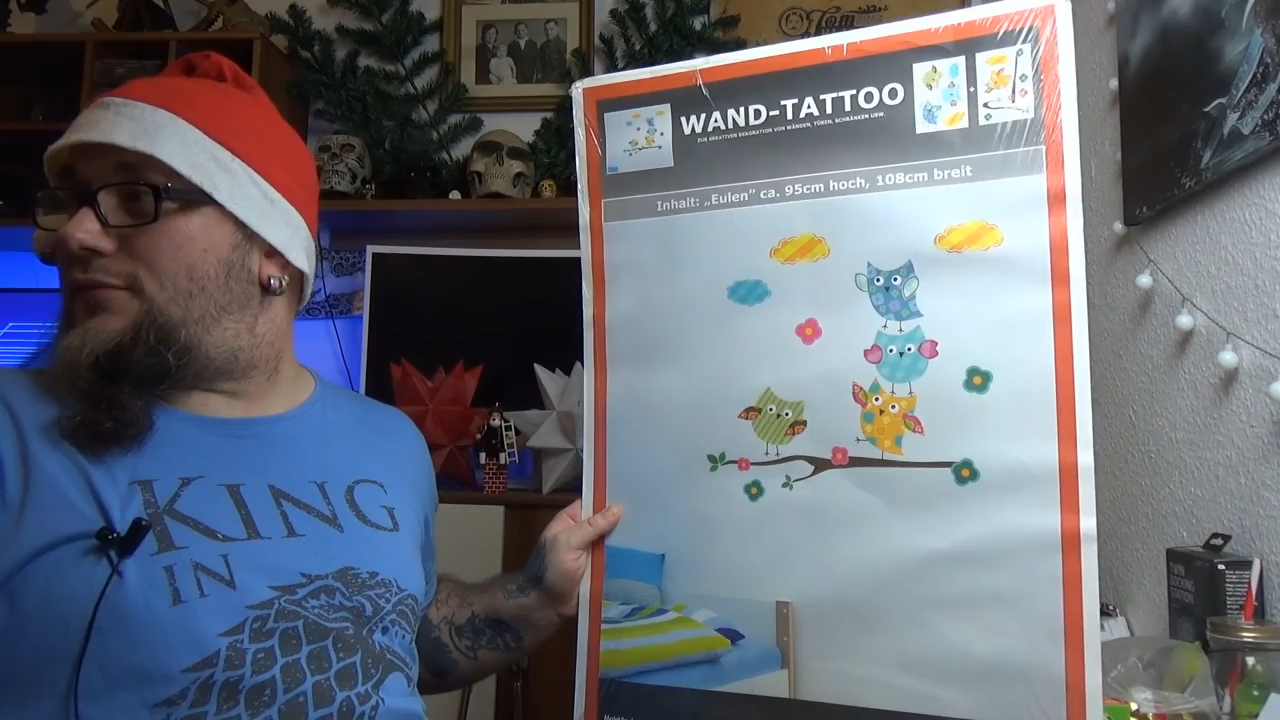 WAND-TATTOO
ZUR KREATIVEN DEKORATION VON WÄNDEN, TÜREN, SCHRÄNKEN USW.
Inhalt: „Eulen” ca. 95cm hoch, 108cm breit
KING
IN